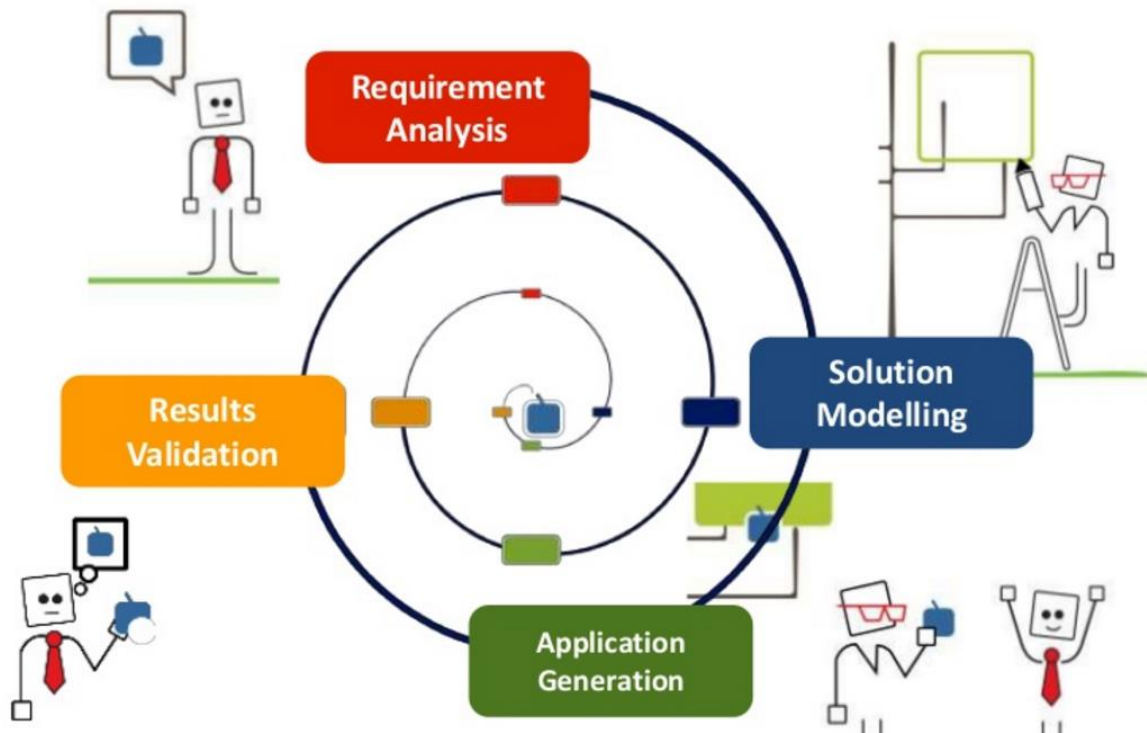 Requirement
Analysis
Solution
Modelling
Results
Validation
Application
Generation